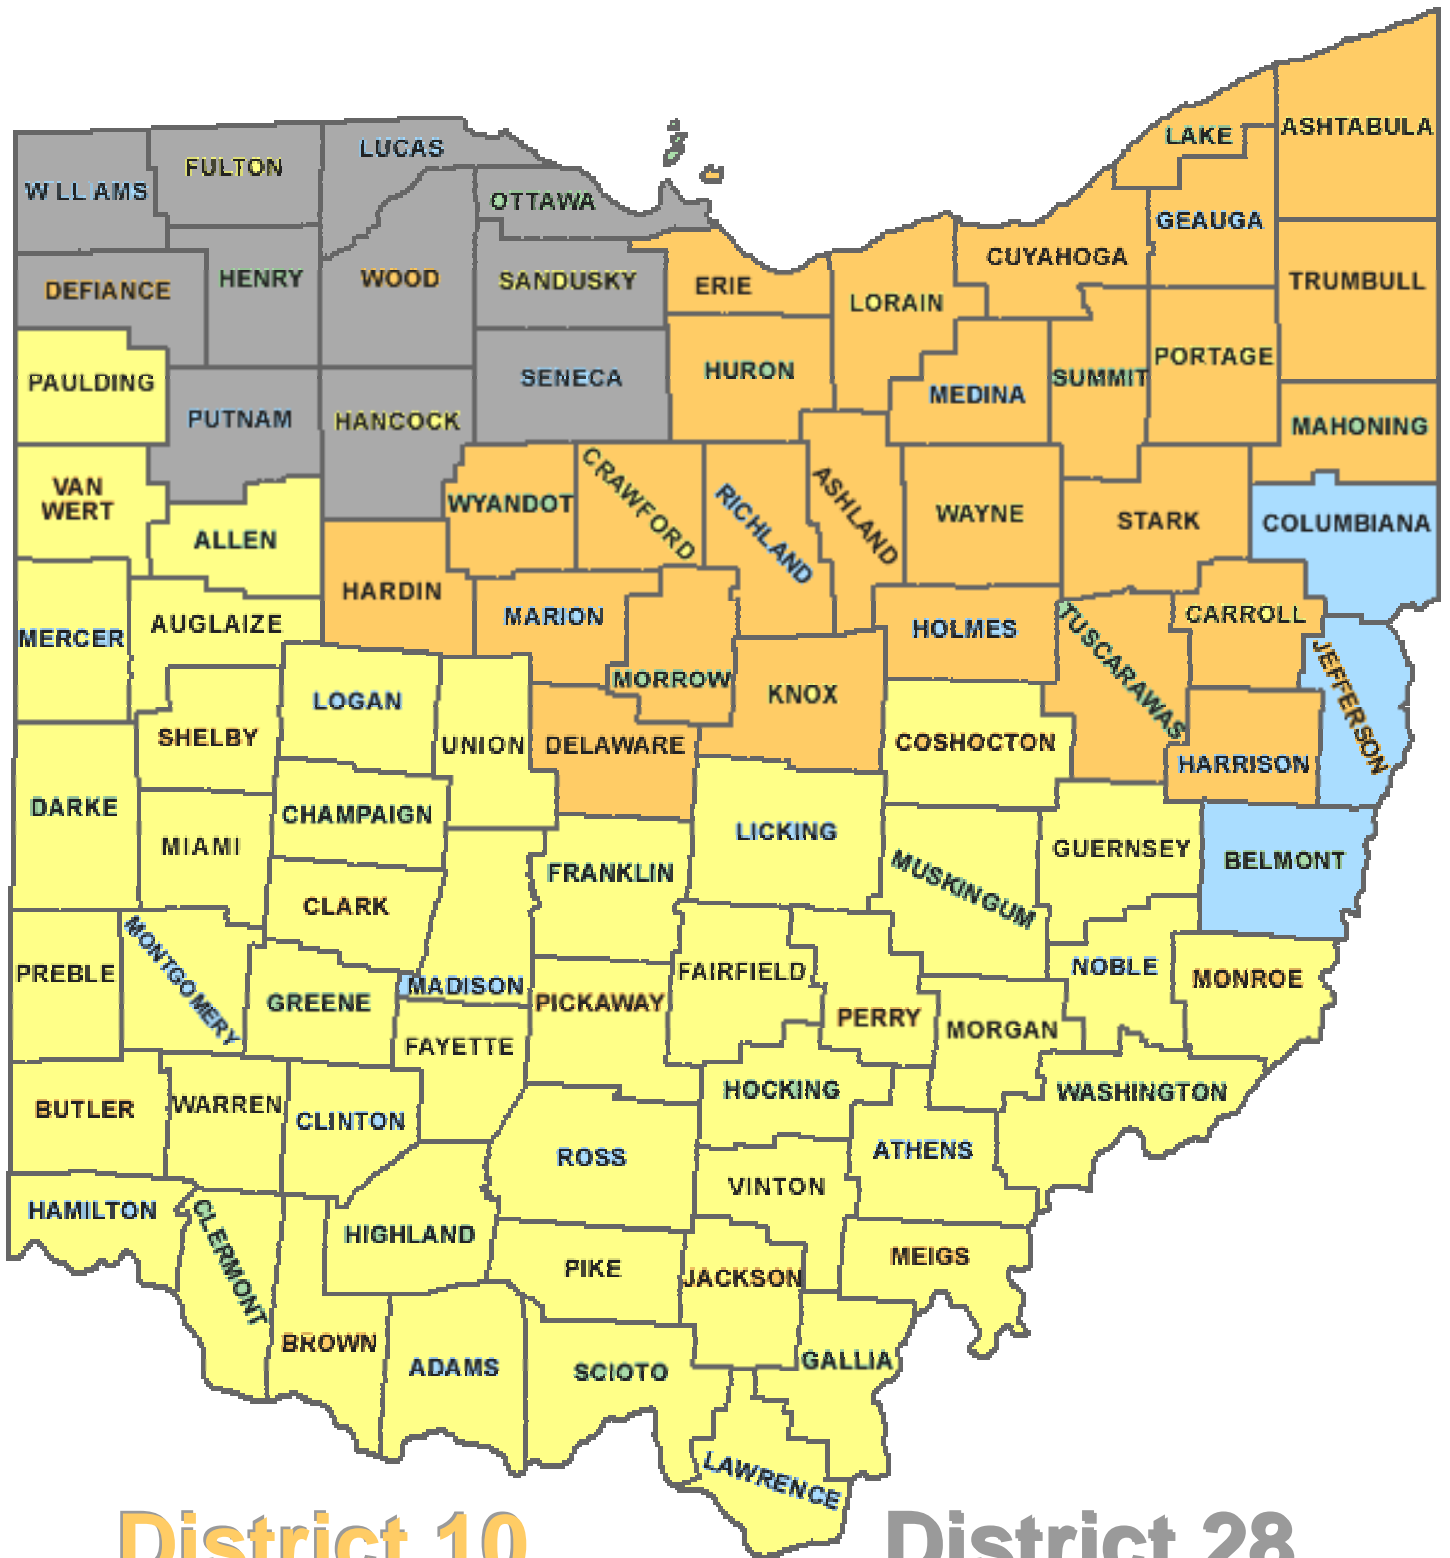 ASHTABULA
LAKE
LUCAS
FULTON
WILLIAMS
OTTAWA
GEAUGA
CUYAHOGA
HENRY
WOOD
SANDUSKY
TRUMBULL
ERIE
DEFIANCE
LORAIN
PORTAGE
HURON
SENECA
SUMMIT
PAULDING
MEDINA
PUTNAM
HANCOCK
MAHONING
VAN
WERT
WYANDOT
CRAWFORD
RICHLAND
ASHLAND
WAYNE
STARK
COLUMBIANA
ALLEN
HARDIN
CARROLL
MARION
AUGLAIZE
HOLMES
MERCER
TUSCARAWAS
JEFFERSON
MORROW
KNOX
LOGAN
SHELBY
UNION
DELAWARE
COSHOCTON
HARRISON
DARKE
CHAMPAIGN
LICKING
MIAMI
GUERNSEY
BELMONT
FRANKLIN
MUSKINGUM
CLARK
NOBLE
PREBLE
MONTGOMERY
FAIRFIELD
MONROE
MADISON
GREENE
PICKAWAY
PERRY
MORGAN
FAYETTE
HOCKING
WASHINGTON
BUTLER
WARREN
CLINTON
ATHENS
ROSS
VINTON
HAMILTON
CLERMONT
HIGHLAND
MEIGS
PIKE
JACKSON
BROWN
GALLIA
ADAMS
SCIOTO
LAWRENCE
District 10
District 28